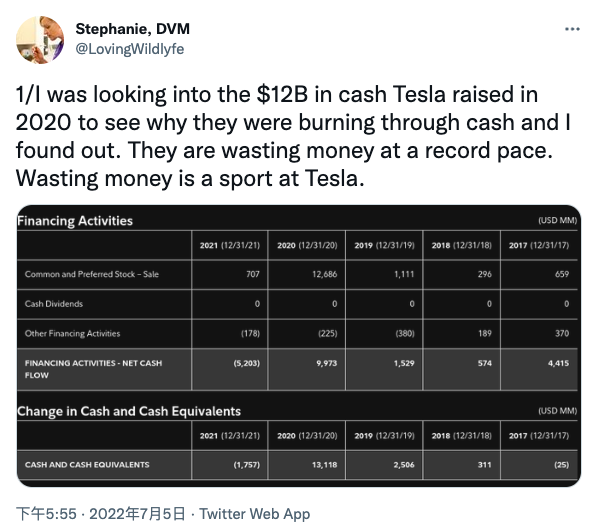 Stephanie, DVM
@LovingWildlyfe
1/I was looking into the $12B in cash Tesla raised in
2020 to see why they were burning through cash and I
found out. They are wasting money at a record pace.
Wasting money is a sport at Tesla.
Financing Activities (USD MM)
2021 (12/31/21) 2020 (12/31/20) 2019 (12/31/19) 2018 (12/31/18) 2017 (12/31/17)
Common and Preferred Stock – Sale 707 12,686 1,111 296 659
Cash Dividends 0 0 0 0 0
Other Financing Activities (178) (225) (380) 189 370
FINANCING ACTIVITIES - NET CASH (5,203) 9,973 1,529 574 4,415
FLOW
Change in Cash and Cash Equivalents (USD MM)
2021 (12/31/21) 2020 (12/31/20) 2019 (12/31/19) 2018 (12/31/18) 2017 (12/31/17)
CASH AND CASH EQUIVALENTS (1,757) 13,118 2,506 311 (25)
下午5:55 · 2022年7月5日 · Twitter Web App